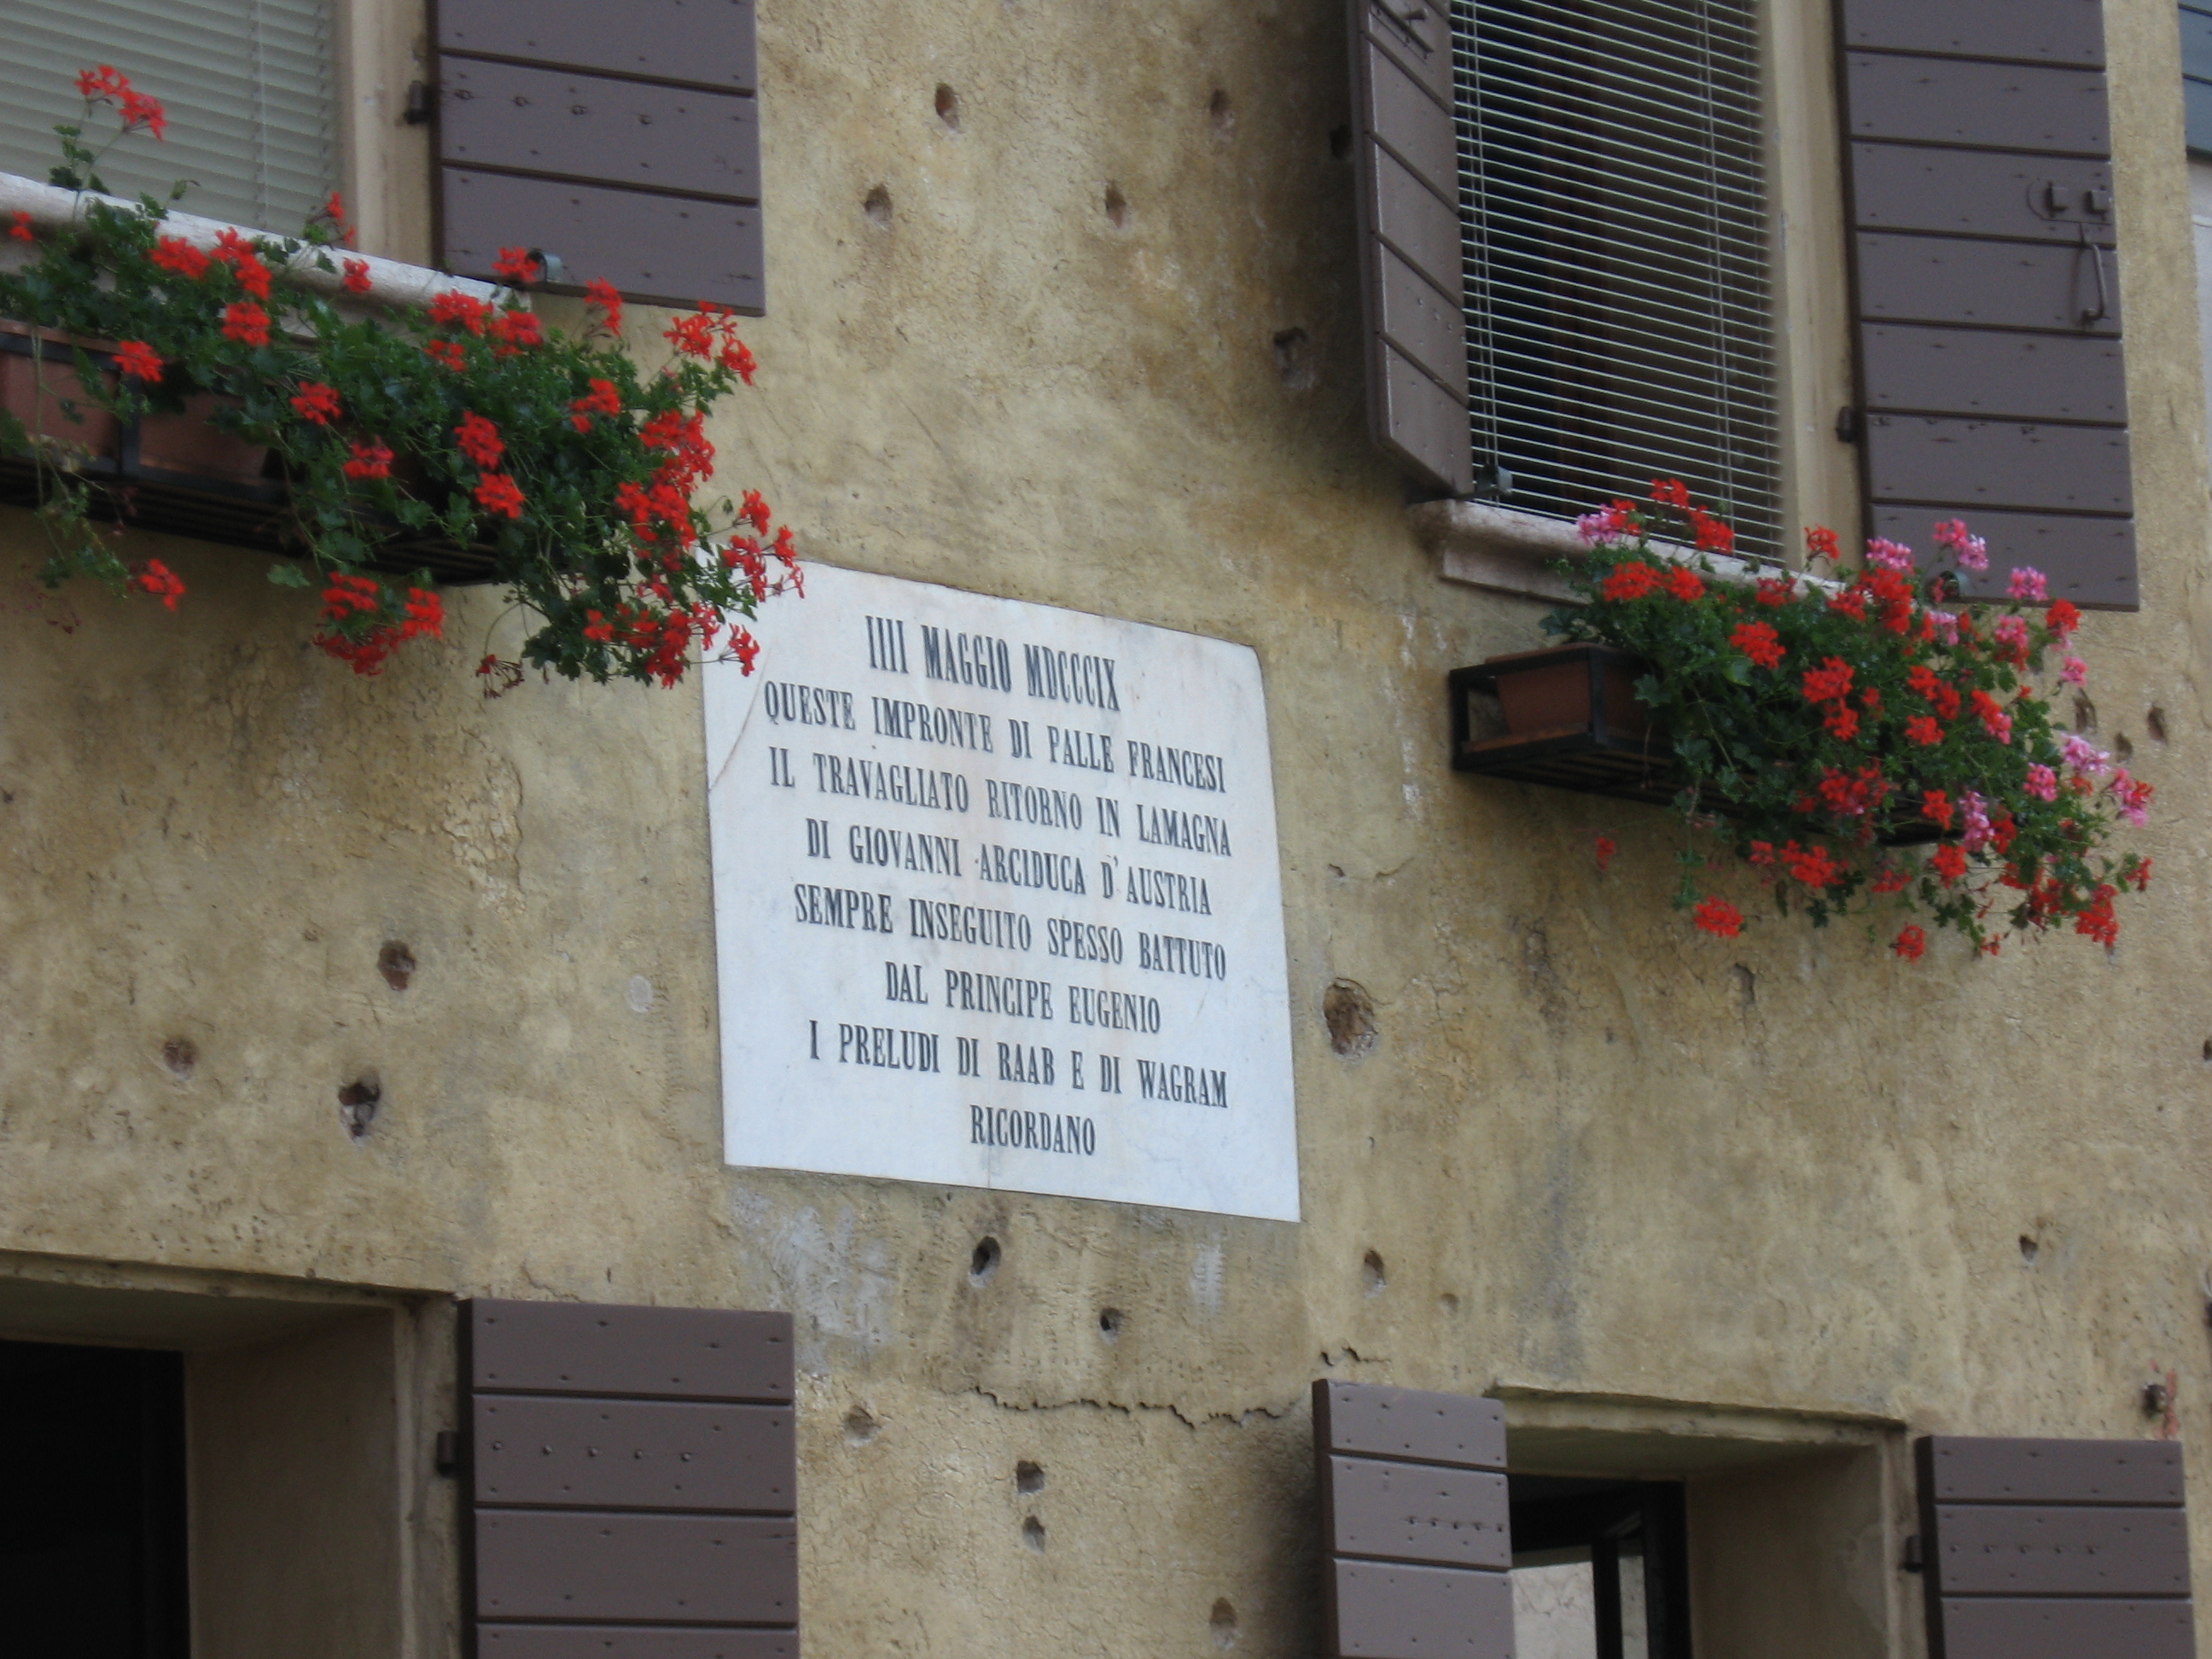 IIII MAGGIO MDCCCIX
QUESTE IMPRONTE DI PALLE FRANCESI
IL TRAVAGLIATO RITORNO IN LAMAGNA
DI GIOVANNI ARCIDUCA D'AUSTRIA
SEMPRE INSEGUITO SPESSO BATTUTO
DAL PRINCIPE EUGENIO
I PRELUDI DI RAAB E DI WAGRAM
RICORDANO